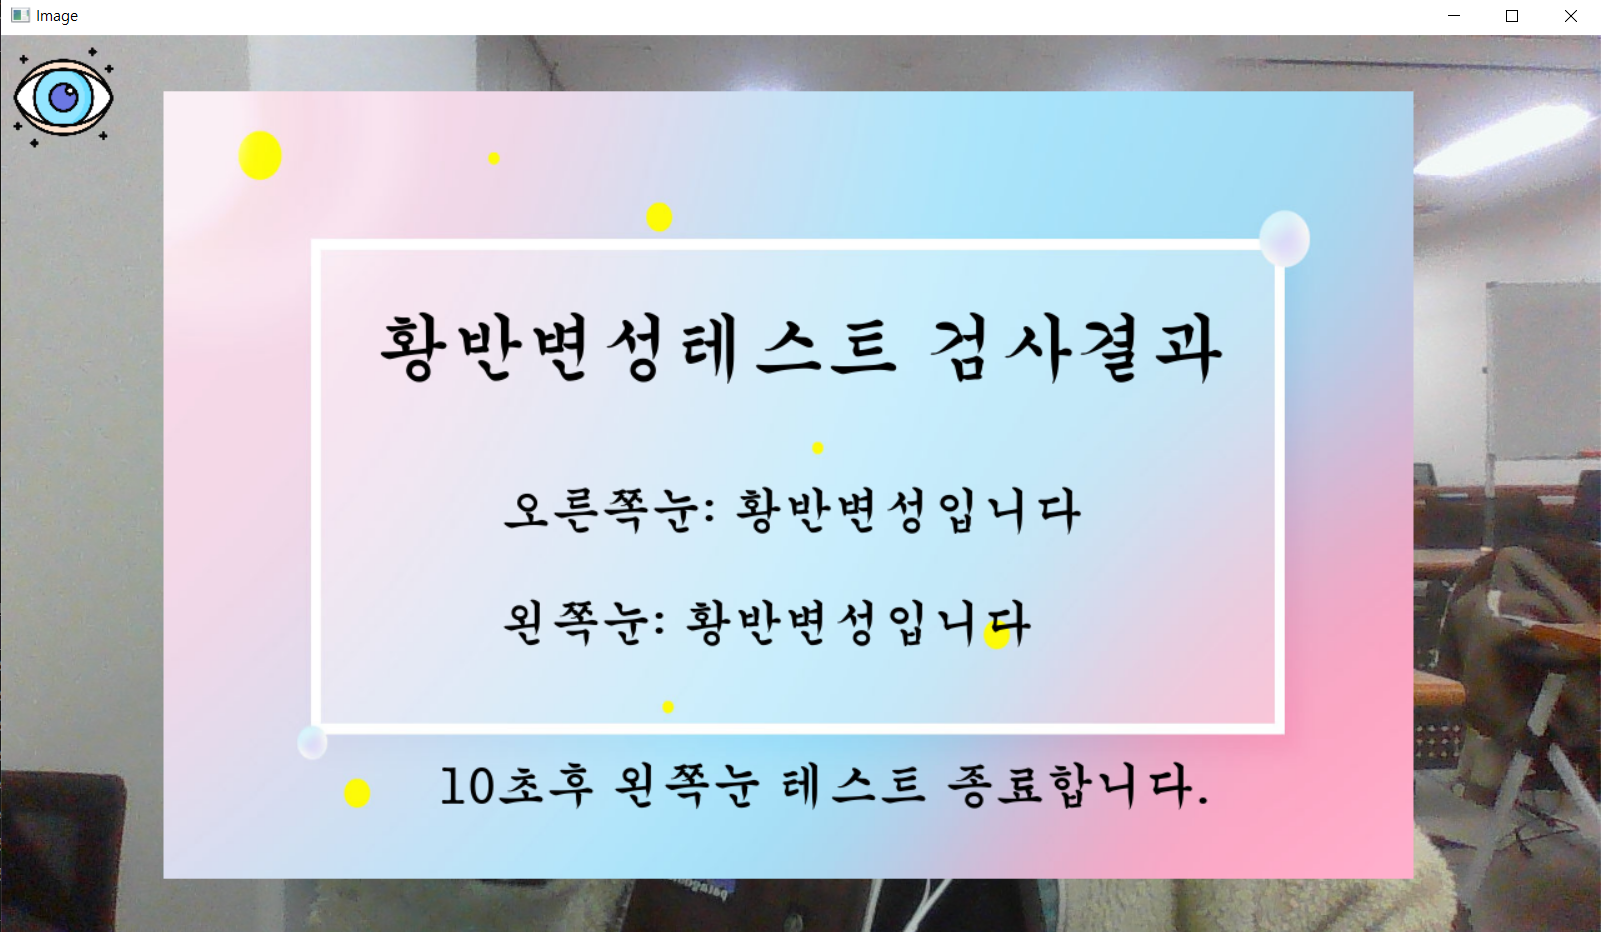 Image
황반변성테스트 검사결과
오른쪽눈: 황반변성입니다
왼쪽눈: 황반변성입니다
10초후 왼쪽눈 테스트 종료합니다.